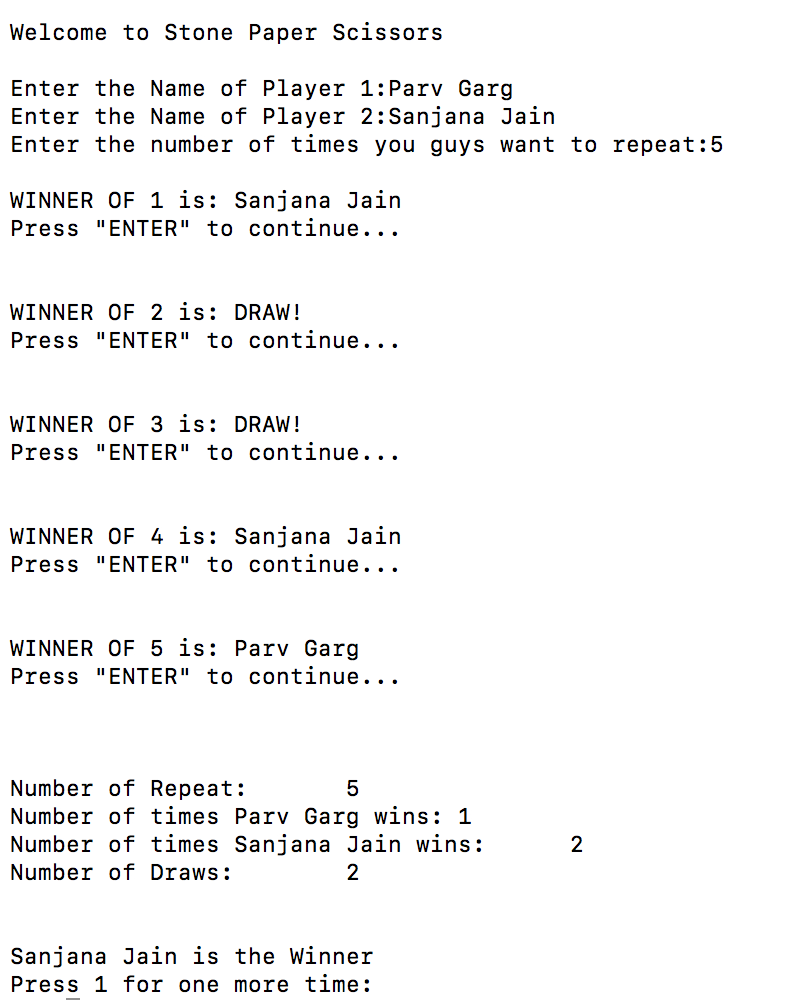 Welcome to Stone Paper Scissors
Enter the Name of Player 1:Parv Garg
Enter the Name of Player 2:Sanjana Jain
Enter the number of times you guys want to repeat:5
WINNER OF 1 is: Sanjana Jain
Press "ENTER" to continue...
WINNER OF 2 is: DRAW!
Press "ENTER" to continue...
WINNER OF 3 is: DRAW!
Press "ENTER" to continue...
WINNER OF 4 is: Sanjana Jain
Press "ENTER" to continue...
WINNER OF 5 is: Parv Garg
Press "ENTER" to continue...
Number of Repeat:       5
Number of times Parv Garg wins: 1
Number of times Sanjana Jain wins:      2
Number of Draws:        2
Sanjana Jain is the Winner
Press 1 for one more time: